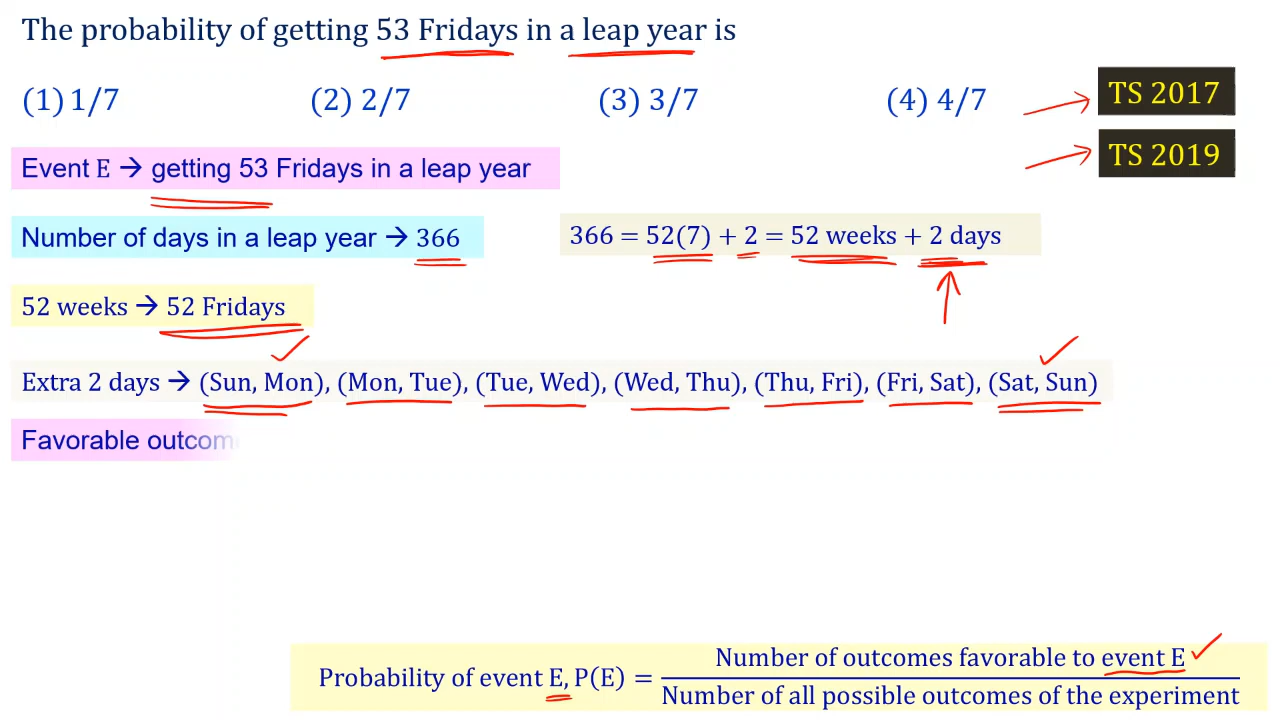 The probability of getting 53 Fridays in a leap year is
(1) 1/7 (2) 2/7 (3) 3/7 (4) 4/7
TS 2017
TS 2019
Event E → getting 53 Fridays in a leap year
Number of days in a leap year → 366
366 = 52(7) + 2 = 52 weeks + 2 days
52 weeks → 52 Fridays
Extra 2 days → (Sun, Mon), (Mon, Tue), (Tue, Wed), (Wed, Thu), (Thu, Fri), (Fri, Sat), (Sat, Sun)
Favorable outcom
Number of outcomes favorable to event E
Probability of event E, P(E) =
Number of all possible outcomes of the experiment